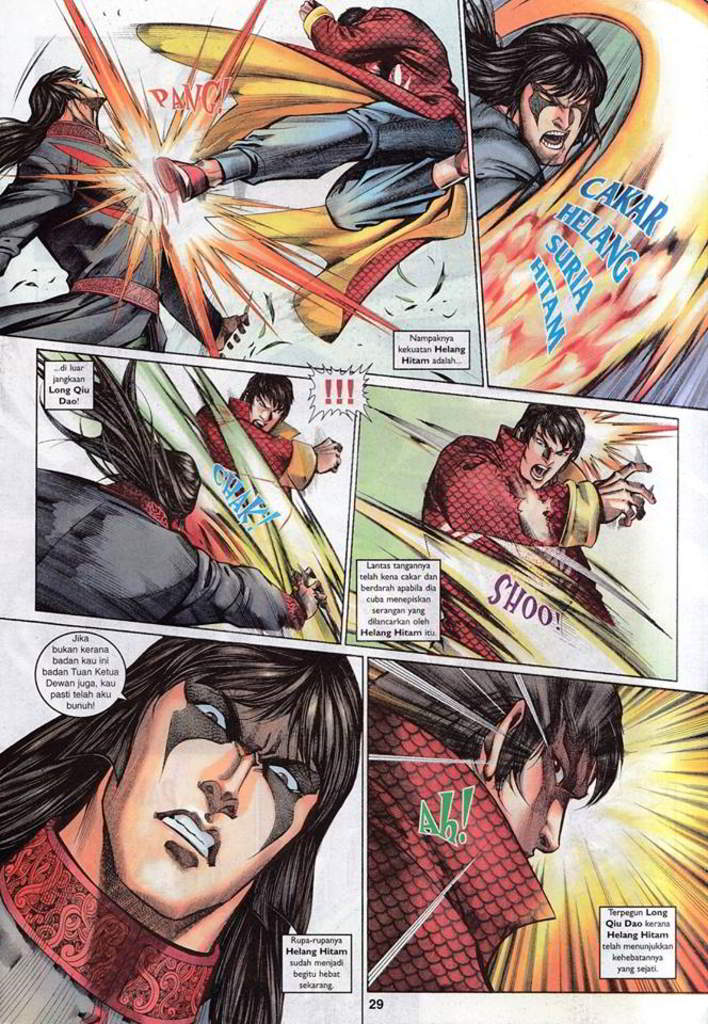 PANG!
Nampaknya
kekuatan Helang
Hitam adalah...
CAKAR
HELANG
SURIA
HITAM
...di luar
jangkaan
Long Qiu
Dao!
!!!
CHAK!
Lantas tangannya
telah kena cakar dan
berdarah apabila dia
cuba menepiskan
serangan yang
dilancarkan oleh
Helang Hitam itu.
SHOO!
Jika
bukan kerana
badan kau ini
badan Tuan Ketua
Dewan juga, kau
pasti telah aku
bunuh!
Rupa-rupanya
Helang Hitam
sudah menjadi
begitu hebat
sekarang.
Ah!
Terpegun Long
Qiu Dao kerana
Helang Hitam
telah menunjukkan
kehebatannya
yang sejati.
29